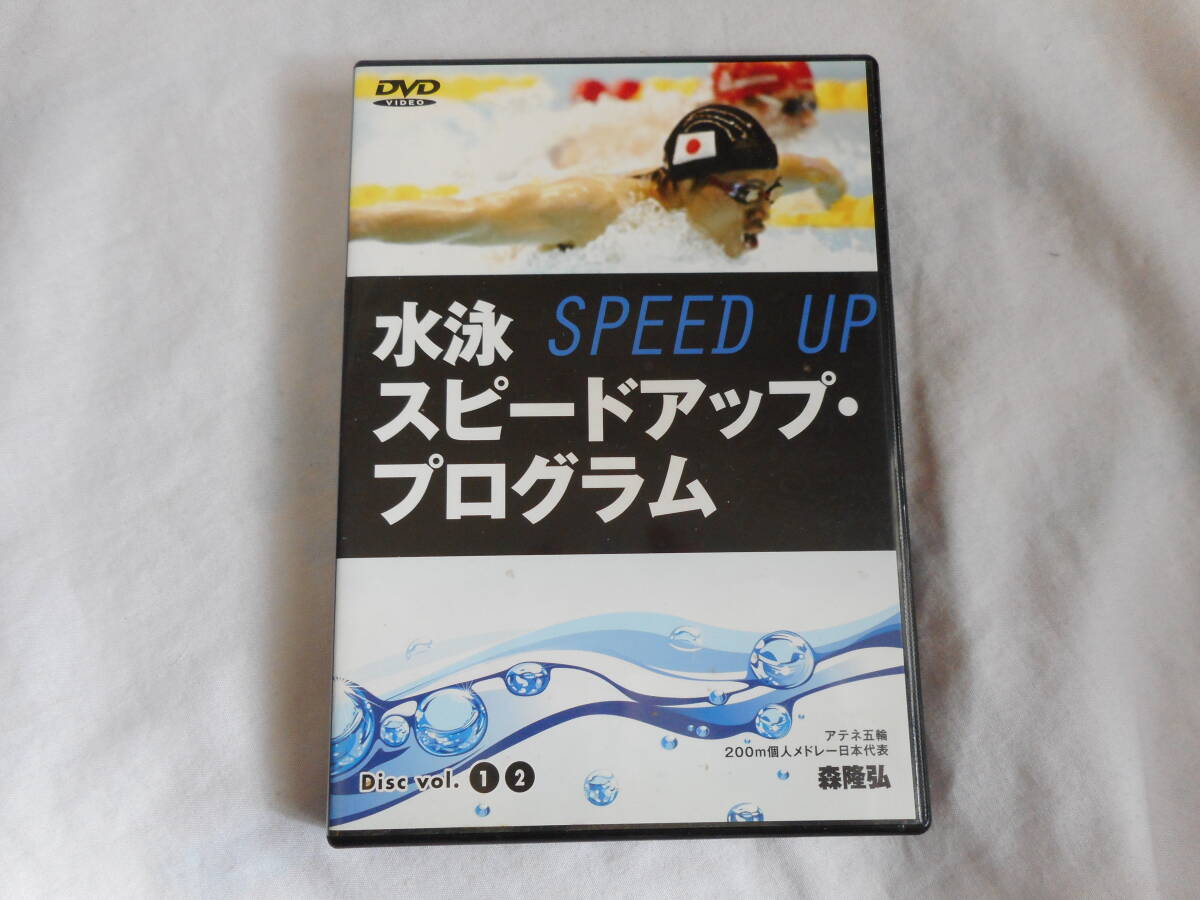 DVD
VIDEO
水泳 SPEED UP
スピードアップ・
プログラム
アテネ五輪
200m個人メドレー日本代表
森隆弘
Disc vol. 1 2